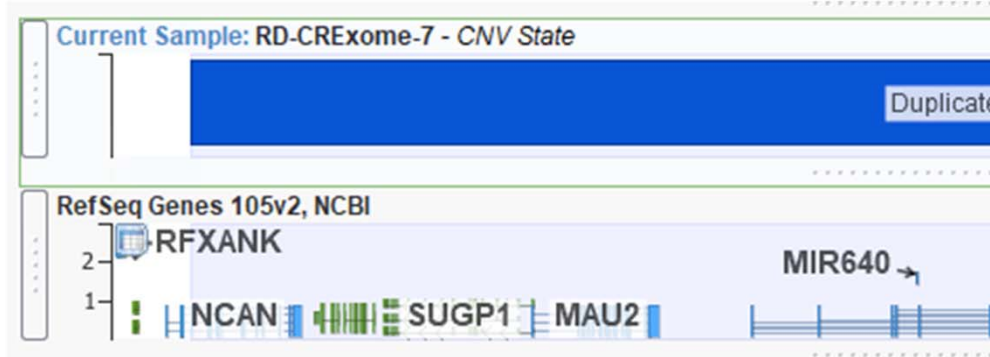 Current Sample: RD-CRExome-7 - CNV State
Duplicate
RefSeq Genes 105v2, NCBI
RFXANK
2
MIR640
1
NCAN SUGP1 MAU2